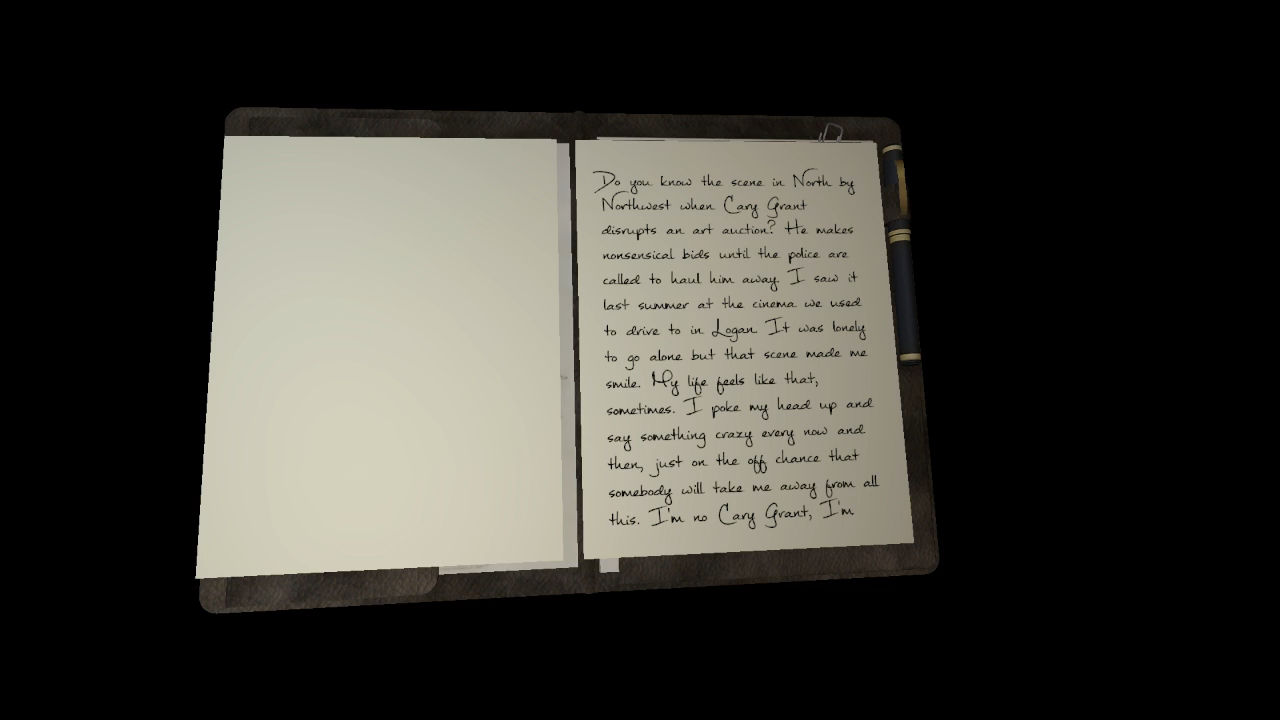 Do you know the scene in North by
Northwest when Cary Grant
disrupts an art auction? He makes
nonsensical bids until the police are
called to haul him away. I saw it
last summer at the cinema we used
to drive to in Logan. It was lonely
to go alone but that scene made me
smile. My life feels like that,
sometimes. I poke my head up and
say something crazy every now and
then, just on the off chance that
somebody will take me away from all
this. I'm no Cary Grant, I'm